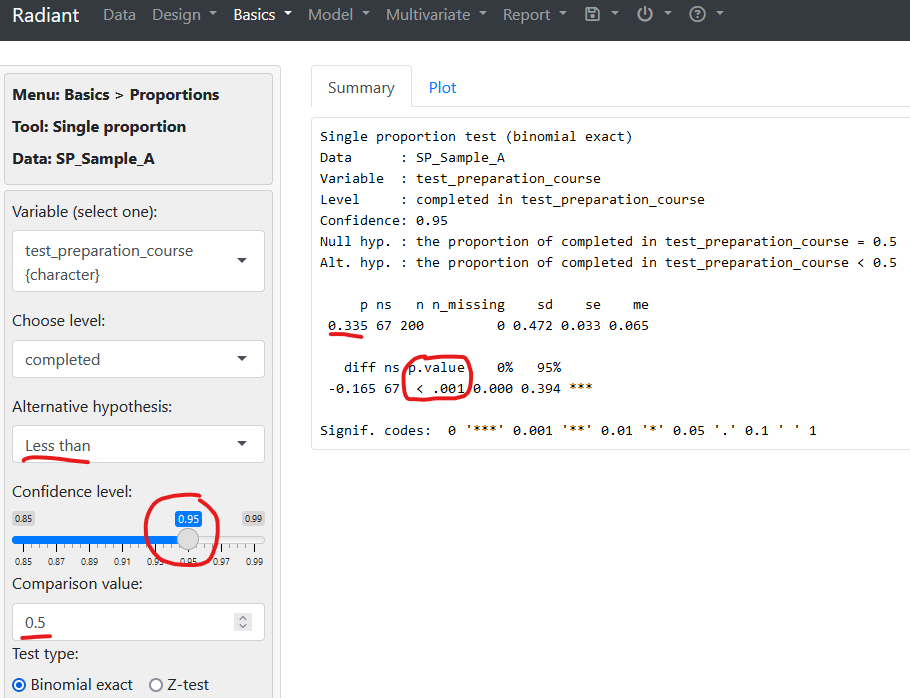 Radiant Data Design Basics Model Multivariate Report
Menu: Basics > Proportions
Tool: Single proportion
Data: SP_Sample_A
Variable (select one):
test_preparation_course
{character}
Choose level:
completed
Alternative hypothesis:
Less than
Confidence level:
0.85 0.95 0.99
0.85 0.87 0.89 0.91 0.93 0.95 0.97 0.99
Comparison value:
0.5
Test type:
Binomial exact Z-test
Summary Plot
Single proportion test (binomial exact)
Data : SP_Sample_A
Variable : test_preparation_course
Level : completed in test_preparation_course
Confidence: 0.95
Null hyp. : the proportion of completed in test_preparation_course = 0.5
Alt. hyp. : the proportion of completed in test_preparation_course < 0.5
p ns n n_missing sd se me
0.335 67 200 0 0.472 0.033 0.065
diff ns p.value 0% 95%
-0.165 67 < .001 0.000 0.394 ***
Signif. codes: 0 '***' 0.001 '**' 0.01 '*' 0.05 '.' 0.1 ' ' 1